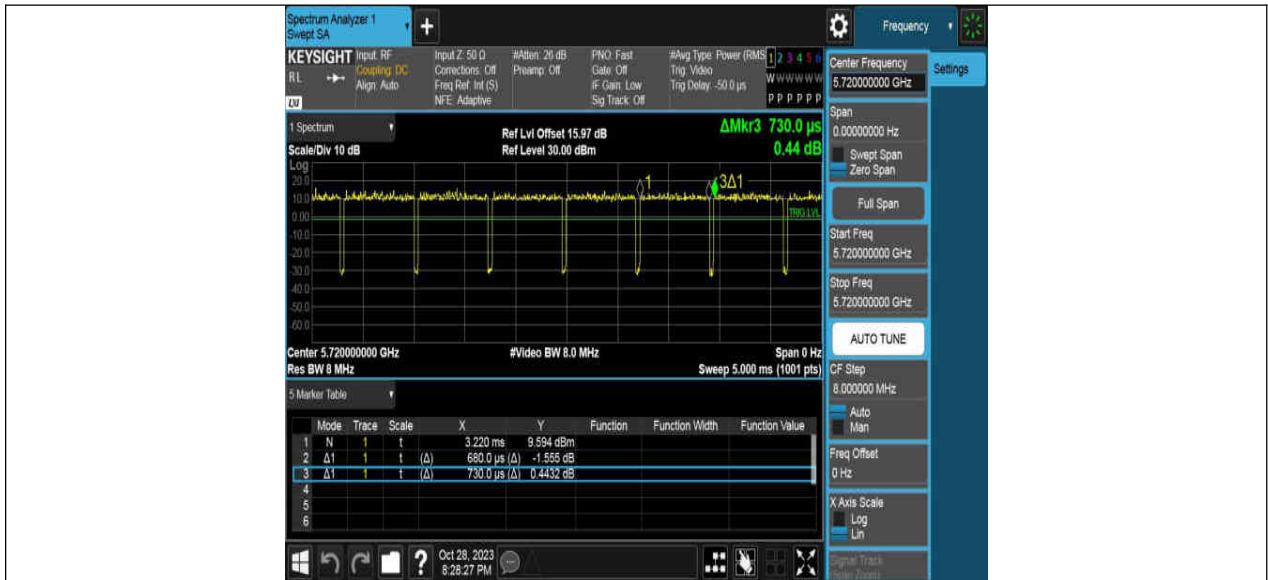 Spectrum Analyzer 1
Swept SA
+
Frequency
KEYSIGHT
RL
Input: RF
Coupling: DC
Align: Auto
Input Z: 50 Ω
Corrections: Off
Freq Ref: Int (S)
NFE: Adaptive
#Atten: 26 dB
Preamp: Off
PNO: Fast
Gate: Off
IF Gain: Low
Sig Track: Off
#Avg Type: Power (RMS
Trig: Video
Trig Delay: -50.0 µs
1 2 3 4 5 6
W W W W W W
P P P P P P
LW
1 Spectrum
Scale/Div 10 dB
Ref Lvl Offset 15.97 dB
Ref Level 30.00 dBm
ΔMkr3 730.0 µs
0.44 dB
Log
20.0
10.0
0.00
-10.0
-20.0
-30.0
-40.0
-50.0
-60.0
1
3Δ1
TRIG LVL
Center 5.720000000 GHz
#Video BW 8.0 MHz
Span 0 Hz
Res BW 8 MHz
Sweep 5.000 ms (1001 pts)
5 Marker Table
Mode Trace Scale X Y Function Function Width Function Value
1 N 1 t 3.220 ms 9.594 dBm
2 Δ1 1 t (Δ) 680.0 µs (Δ) -1.555 dB
3 Δ1 1 t (Δ) 730.0 µs (Δ) 0.4432 dB
4
5
6
?
Oct 28, 2023
8:28:27 PM
Center Frequency
5.720000000 GHz
Settings
Span
0.00000000 Hz
Swept Span
Zero Span
Full Span
Start Freq
5.720000000 GHz
Stop Freq
5.720000000 GHz
AUTO TUNE
CF Step
8.000000 MHz
Auto
Man
Freq Offset
0 Hz
X Axis Scale
Log
Lin
Signal Track
(Span Zoom)